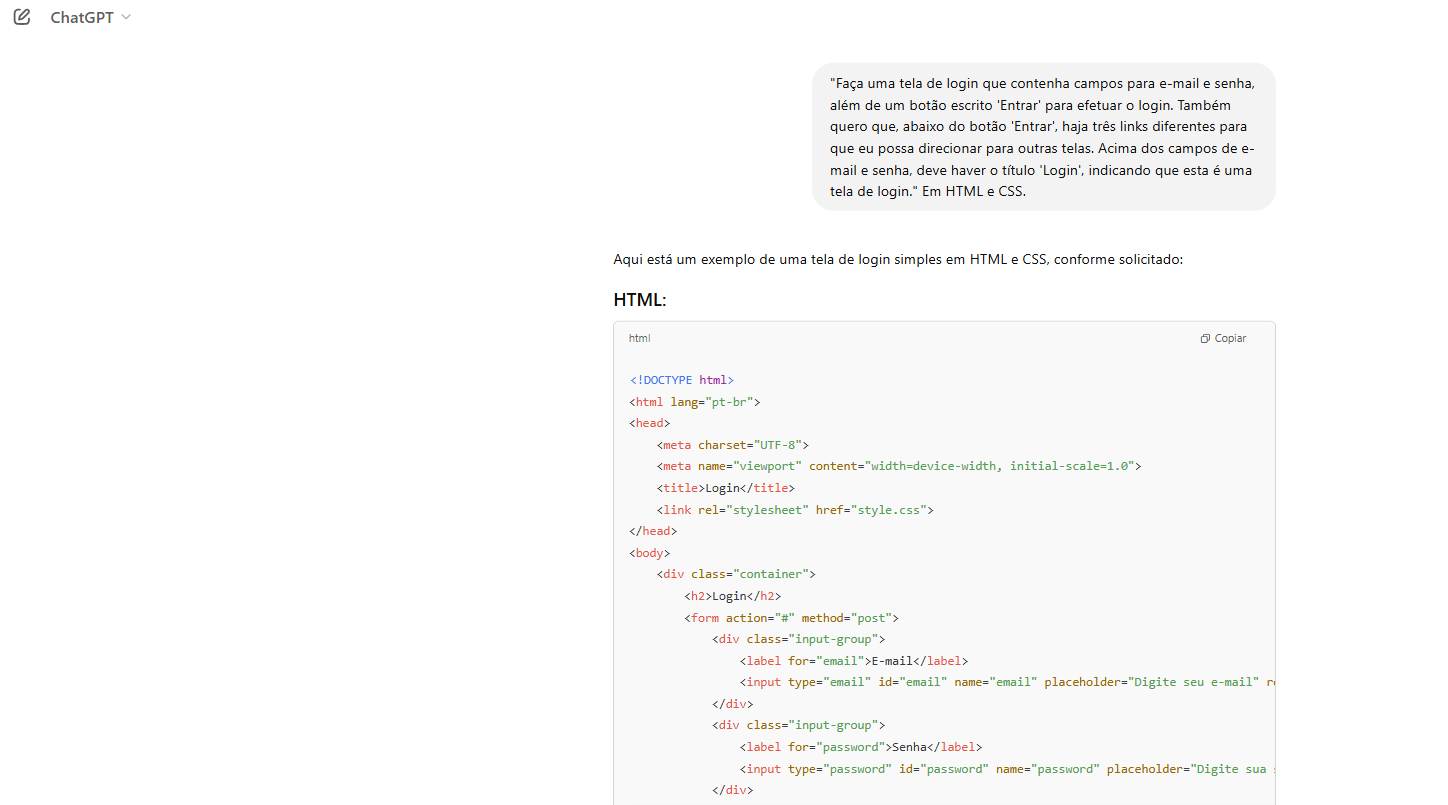 ChatGPT
"Faça uma tela de login que contenha campos para e-mail e senha,
além de um botão escrito 'Entrar' para efetuar o login. Também
quero que, abaixo do botão 'Entrar', haja três links diferentes para
que eu possa direcionar para outras telas. Acima dos campos de e-
mail e senha, deve haver o título 'Login', indicando que esta é uma
tela de login." Em HTML e CSS.
Aqui está um exemplo de uma tela de login simples em HTML e CSS, conforme solicitado:
HTML:
html Copiar
<!DOCTYPE html>
<html lang="pt-br">
<head>
    <meta charset="UTF-8">
    <meta name="viewport" content="width=device-width, initial-scale=1.0">
    <title>Login</title>
    <link rel="stylesheet" href="style.css">
</head>
<body>
    <div class="container">
        <h2>Login</h2>
        <form action="#" method="post">
            <div class="input-group">
                <label for="email">E-mail</label>
                <input type="email" id="email" name="email" placeholder="Digite seu e-mail"
            </div>
            <div class="input-group">
                <label for="password">Senha</label>
                <input type="password" id="password" name="password" placeholder="Digite sua
            </div>